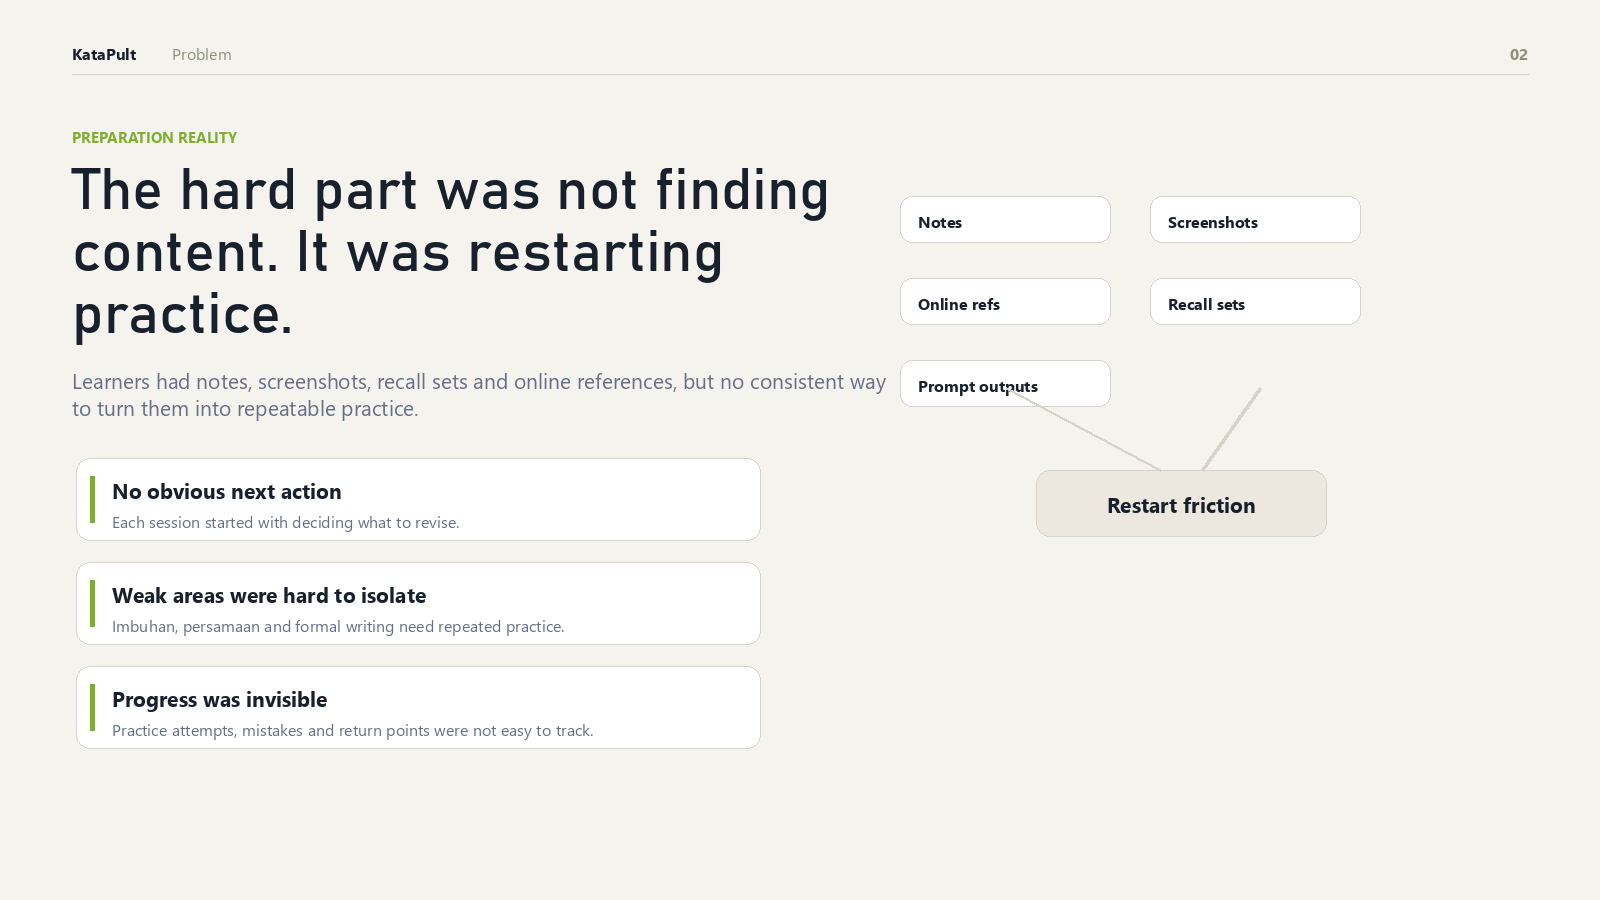 KataPult
Problem
02
PREPARATION REALITY
The hard part was not finding
content. It was restarting
practice.
Learners had notes, screenshots, recall sets and online references, but no consistent way
to turn them into repeatable practice.
No obvious next action
Each session started with deciding what to revise.
Weak areas were hard to isolate
Imbuhan, persamaan and formal writing need repeated practice.
Progress was invisible
Practice attempts, mistakes and return points were not easy to track.
Notes
Screenshots
Online refs
Recall sets
Prompt outputs
Restart friction